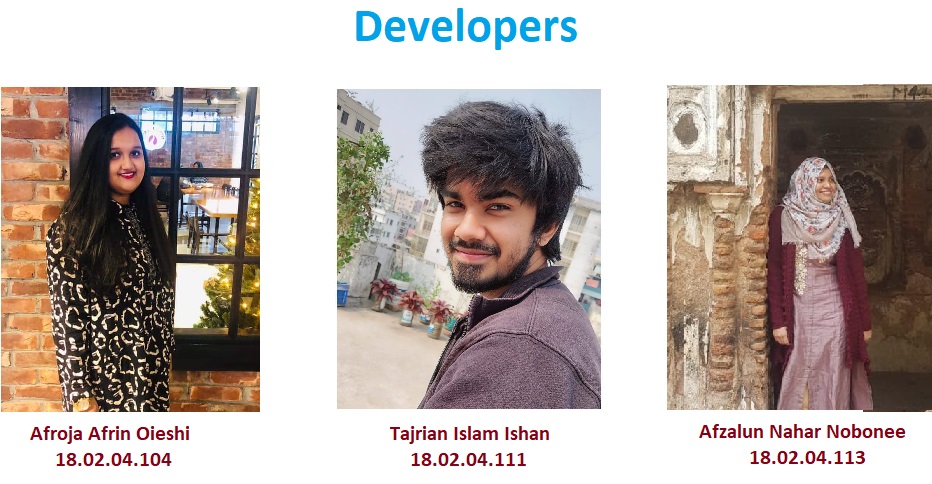 Developers
Afroja Afrin Oieshi
18.02.04.104
Tajrian Islam Ishan
18.02.04.111
Afzalun Nahar Nobonee
18.02.04.113